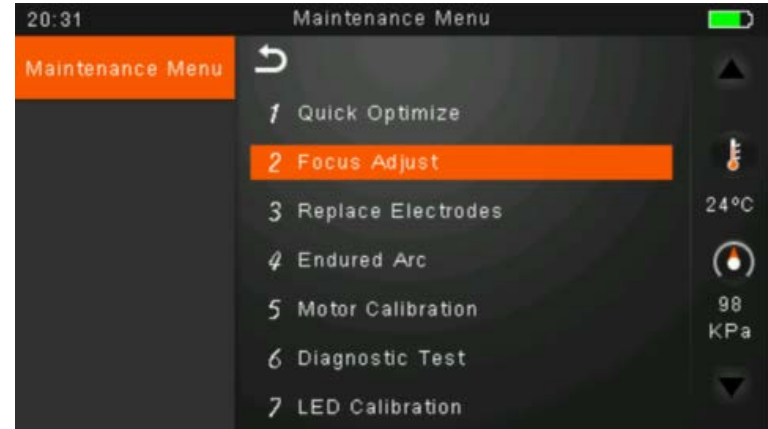 20:31
Maintenance Menu
Maintenance Menu
1 Quick Optimize
2 Focus Adjust
3 Replace Electrodes
4 Endured Arc
5 Motor Calibration
6 Diagnostic Test
7 LED Calibration
24ºC
98
KPa